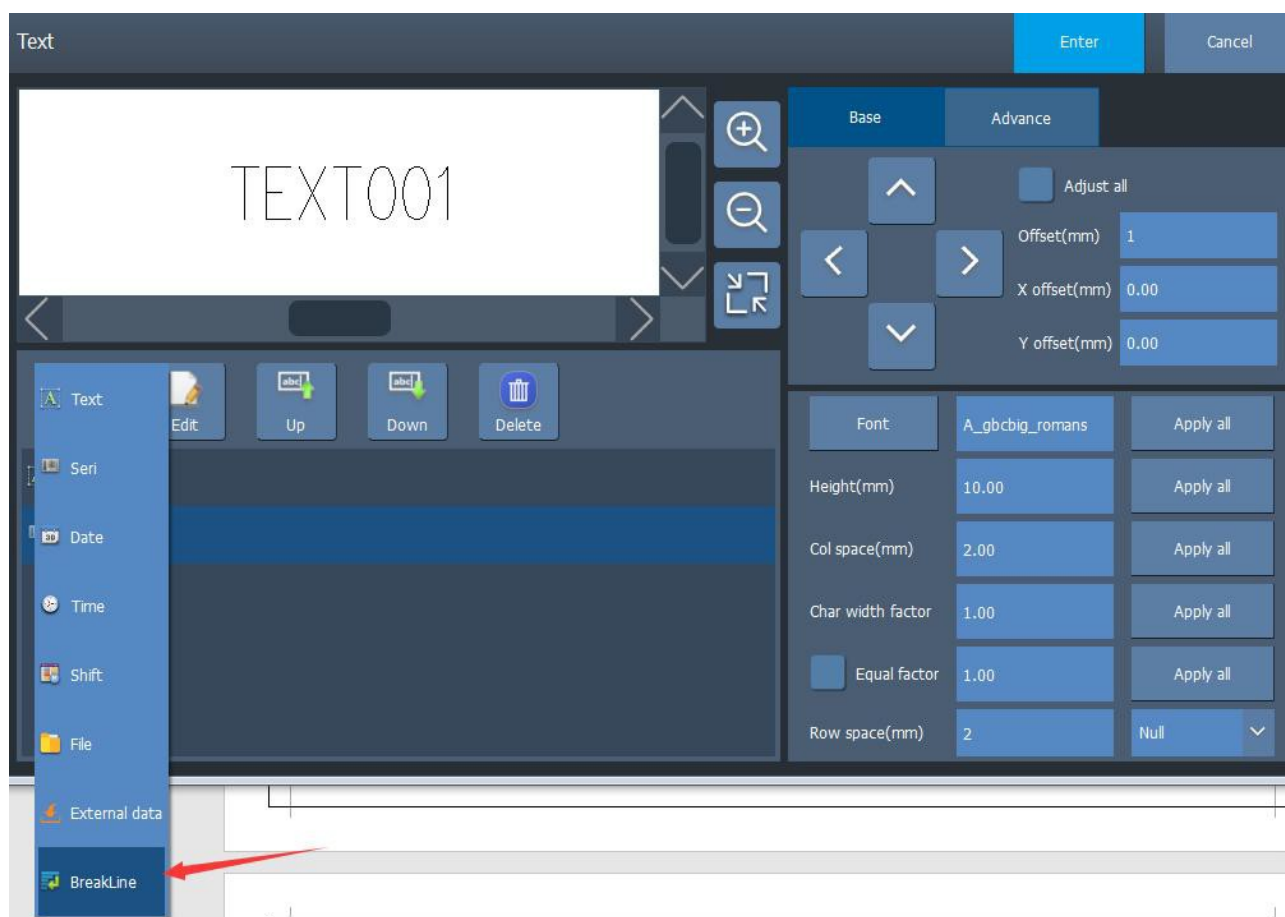 Text Enter Cancel
TEXT001
Base Advance
Adjust all
Offset(mm) 1
X offset(mm) 0.00
Y offset(mm) 0.00
Text
Edit Up Down Delete
Seri
Date
Time
Shift
File
External data
BreakLine
Font A_gbcbig_romans Apply all
Height(mm) 10.00 Apply all
Col space(mm) 2.00 Apply all
Char width factor 1.00 Apply all
Equal factor 1.00 Apply all
Row space(mm) 2 Null